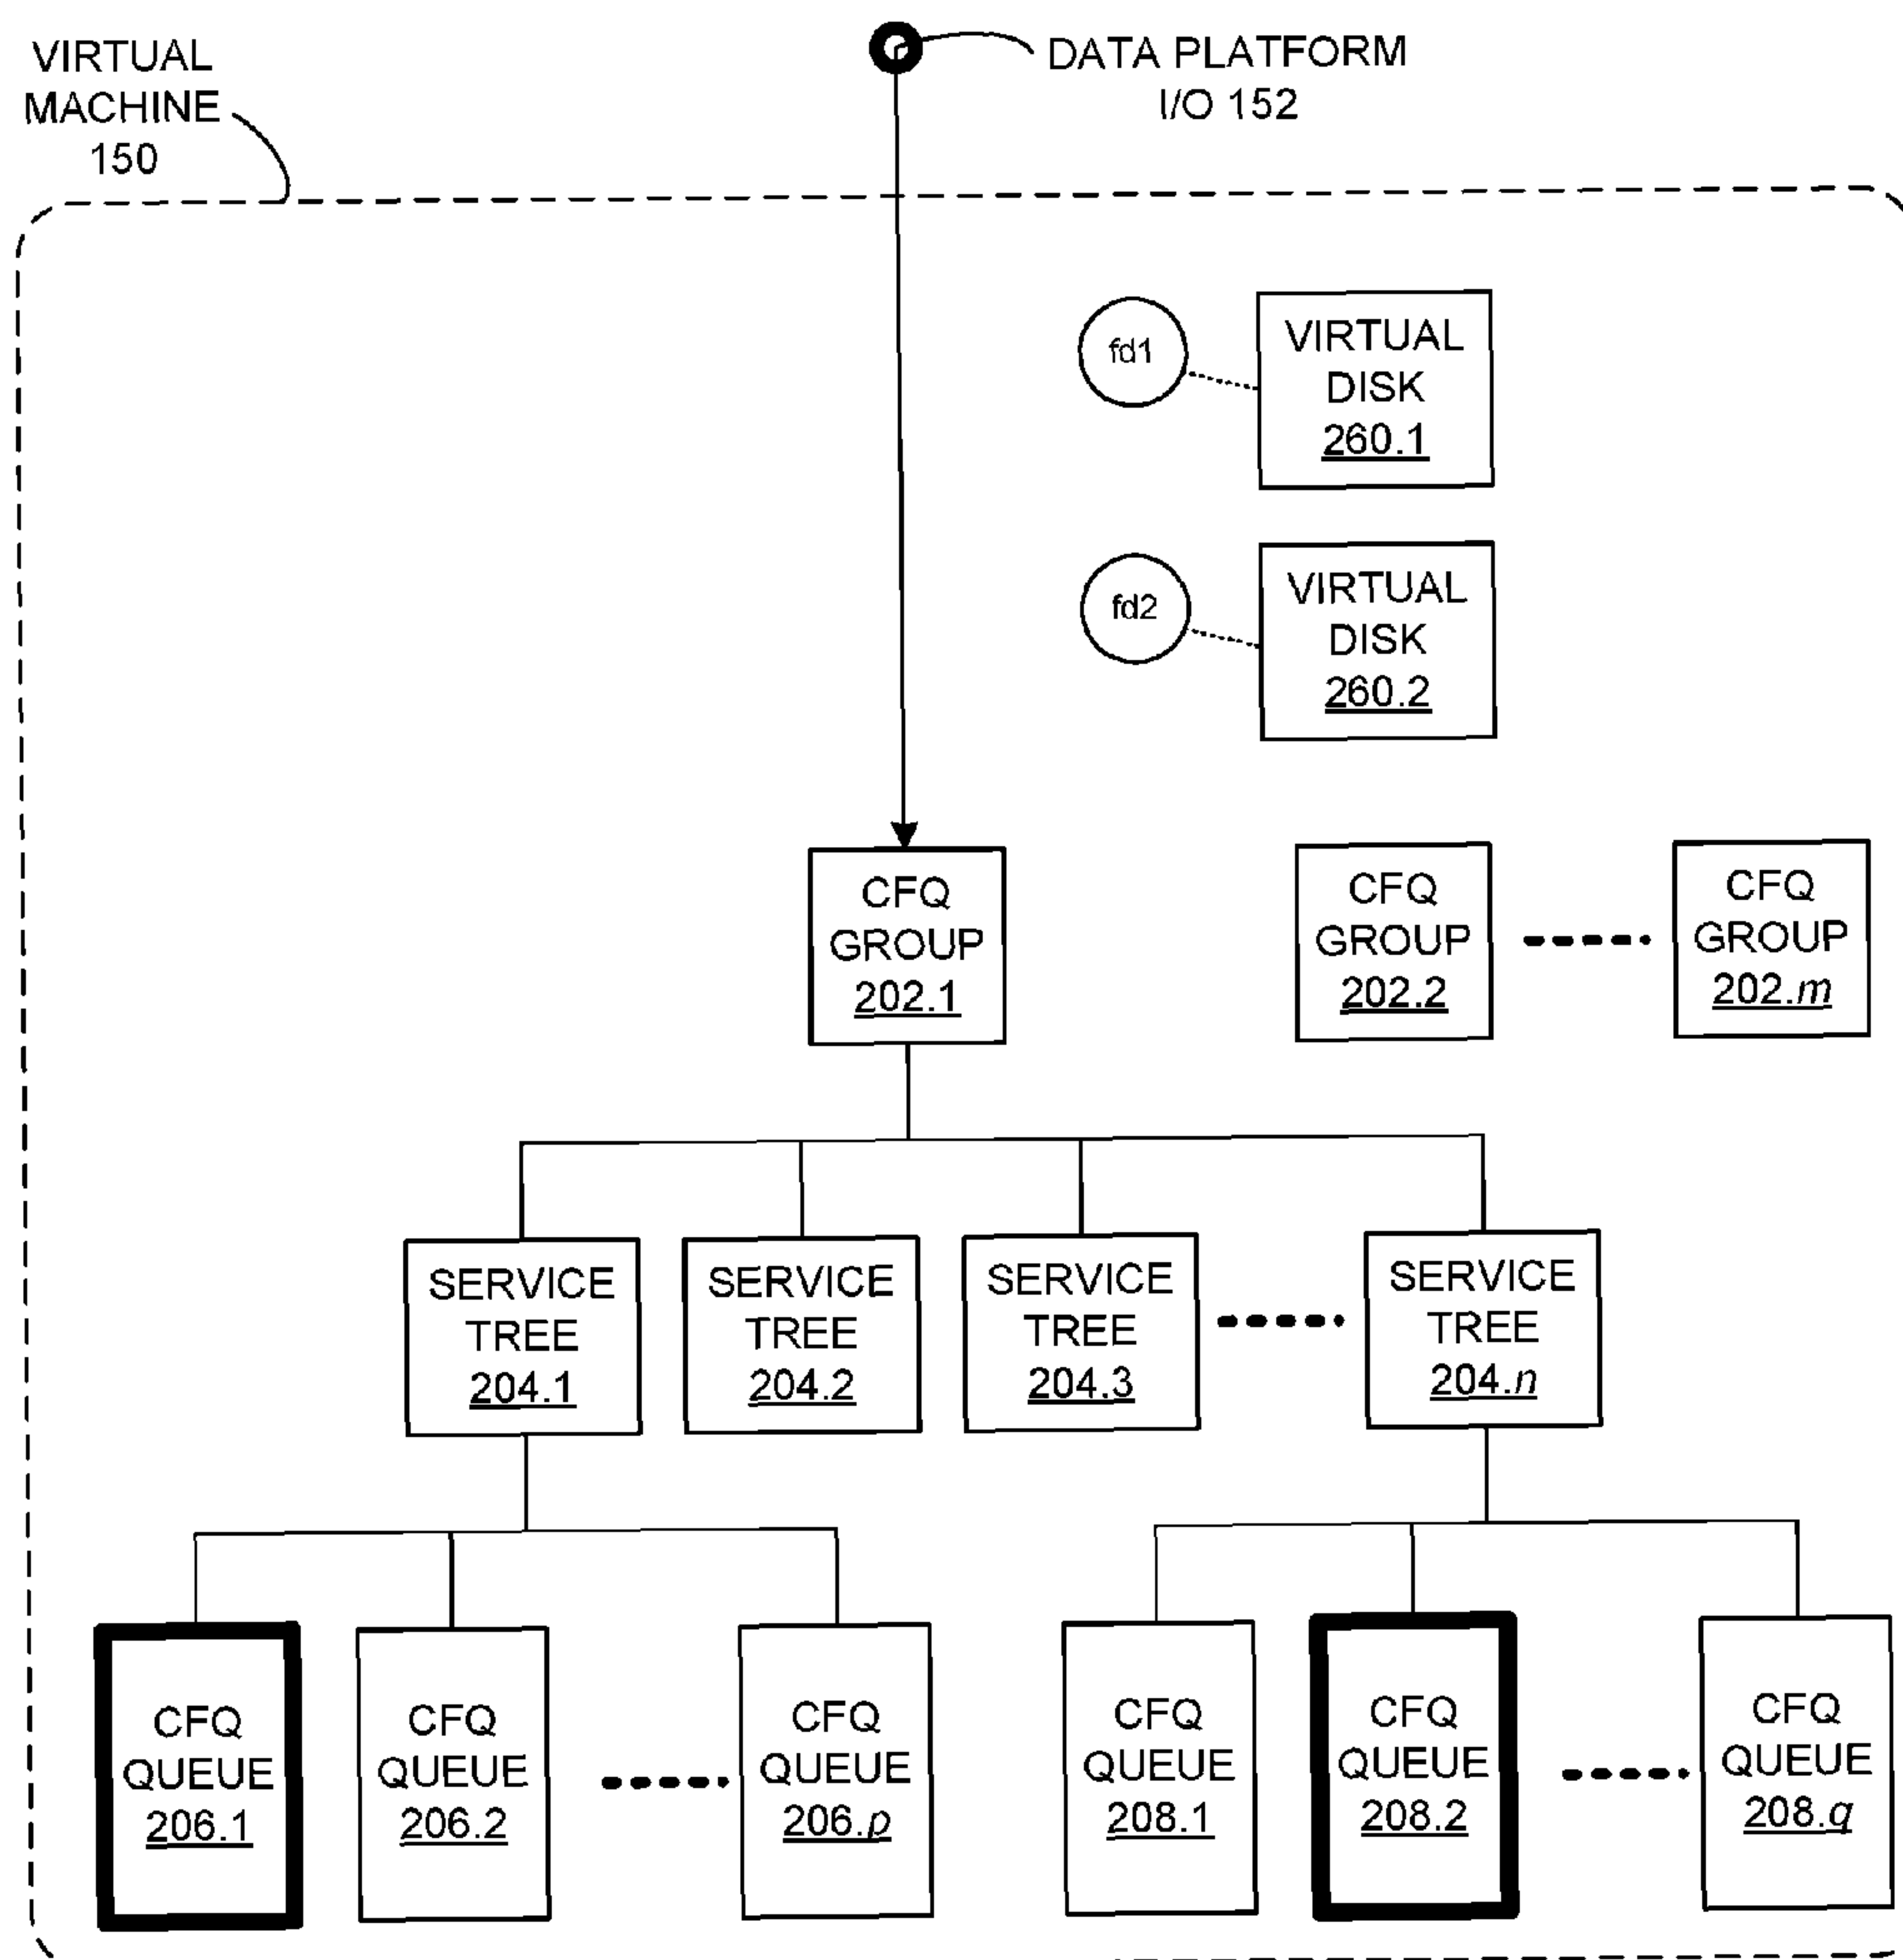 VIRTUAL
MACHINE
150
DATA PLATFORM
I/O 152
fd1
VIRTUAL
DISK
260.1
fd2
VIRTUAL
DISK
260.2
CFQ
GROUP
202.1
CFQ
GROUP
202.2
CFQ
GROUP
202.m
SERVICE
TREE
204.1
SERVICE
TREE
204.2
SERVICE
TREE
204.3
SERVICE
TREE
204.n
CFQ
QUEUE
206.1
CFQ
QUEUE
206.2
CFQ
QUEUE
206.p
CFQ
QUEUE
208.1
CFQ
QUEUE
208.2
CFQ
QUEUE
208.q